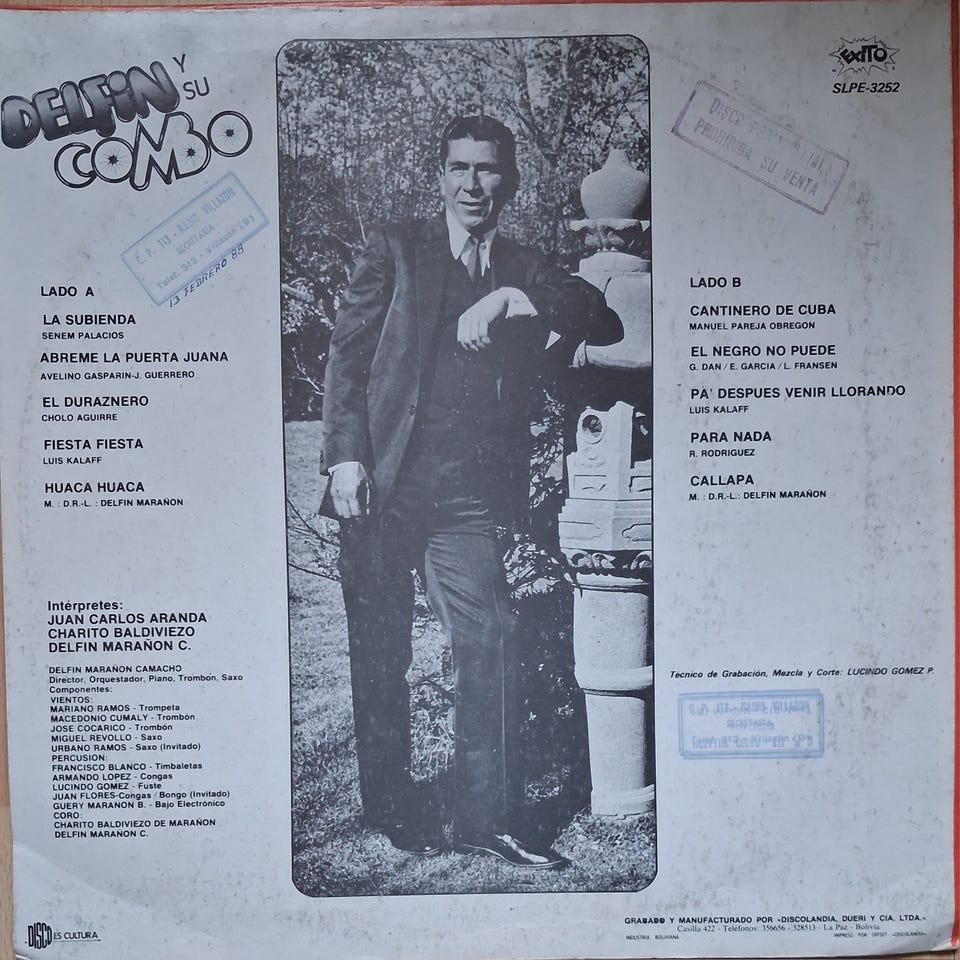 DELFIN Y SU
COMBO
EXITO
SLPE-3252
PROHIBIDA SU VENTA
C. P. 113 - RADIO VILLAZON
SECRETARIA
Telef. 313 - Villazón (B)
13 FEBRERO 88
LADO A
LA SUBIENDA
SENEM PALACIOS
ABREME LA PUERTA JUANA
AVELINO GASPARIN-J. GUERRERO
EL DURAZNERO
CHOLO AGUIRRE
FIESTA FIESTA
LUIS KALAFF
HUACA HUACA
M. : D.R.-L. : DELFIN MARAÑON
LADO B
CANTINERO DE CUBA
MANUEL PAREJA OBREGON
EL NEGRO NO PUEDE
G. DAN / E. GARCIA / L. FRANSEN
PA' DESPUES VENIR LLORANDO
LUIS KALAFF
PARA NADA
R. RODRIGUEZ
CALLAPA
M. : D.R.-L.: DELFIN MARAÑON
Intérpretes:
JUAN CARLOS ARANDA
CHARITO BALDIVIEZO
DELFIN MARAÑON C.
DELFIN MARAÑON CAMACHO
Director, Orquestador, Piano, Trombón, Saxo
Componentes:
VIENTOS:
MARIANO RAMOS - Trompeta
MACEDONIO CUMALY - Trombón
JOSE COCARICO - Trombón
MIGUEL REVOLLO - Saxo
URBANO RAMOS - Saxo (Invitado)
PERCUSION:
FRANCISCO BLANCO - Timbaletas
ARMANDO LOPEZ - Congas
LUCINDO GOMEZ - Fuste
JUAN FLORES-Congas / Bongo (Invitado)
GUERY MARAÑON B. - Bajo Electrónico
CORO:
CHARITO BALDIVIEZO DE MARAÑON
DELFIN MARAÑON C.
Técnico de Grabación, Mezcla y Corte: LUCINDO GOMEZ P.
DISCO ES CULTURA
GRABADO Y MANUFACTURADO POR «DISCOLANDIA, DUERI Y CIA. LTDA.»
Casilla 422 - Teléfonos: 356656 - 328513 - La Paz - Bolivia
INDUSTRIA BOLIVIANA IMPRESO POR OFFSET «DISCOLANDIA»